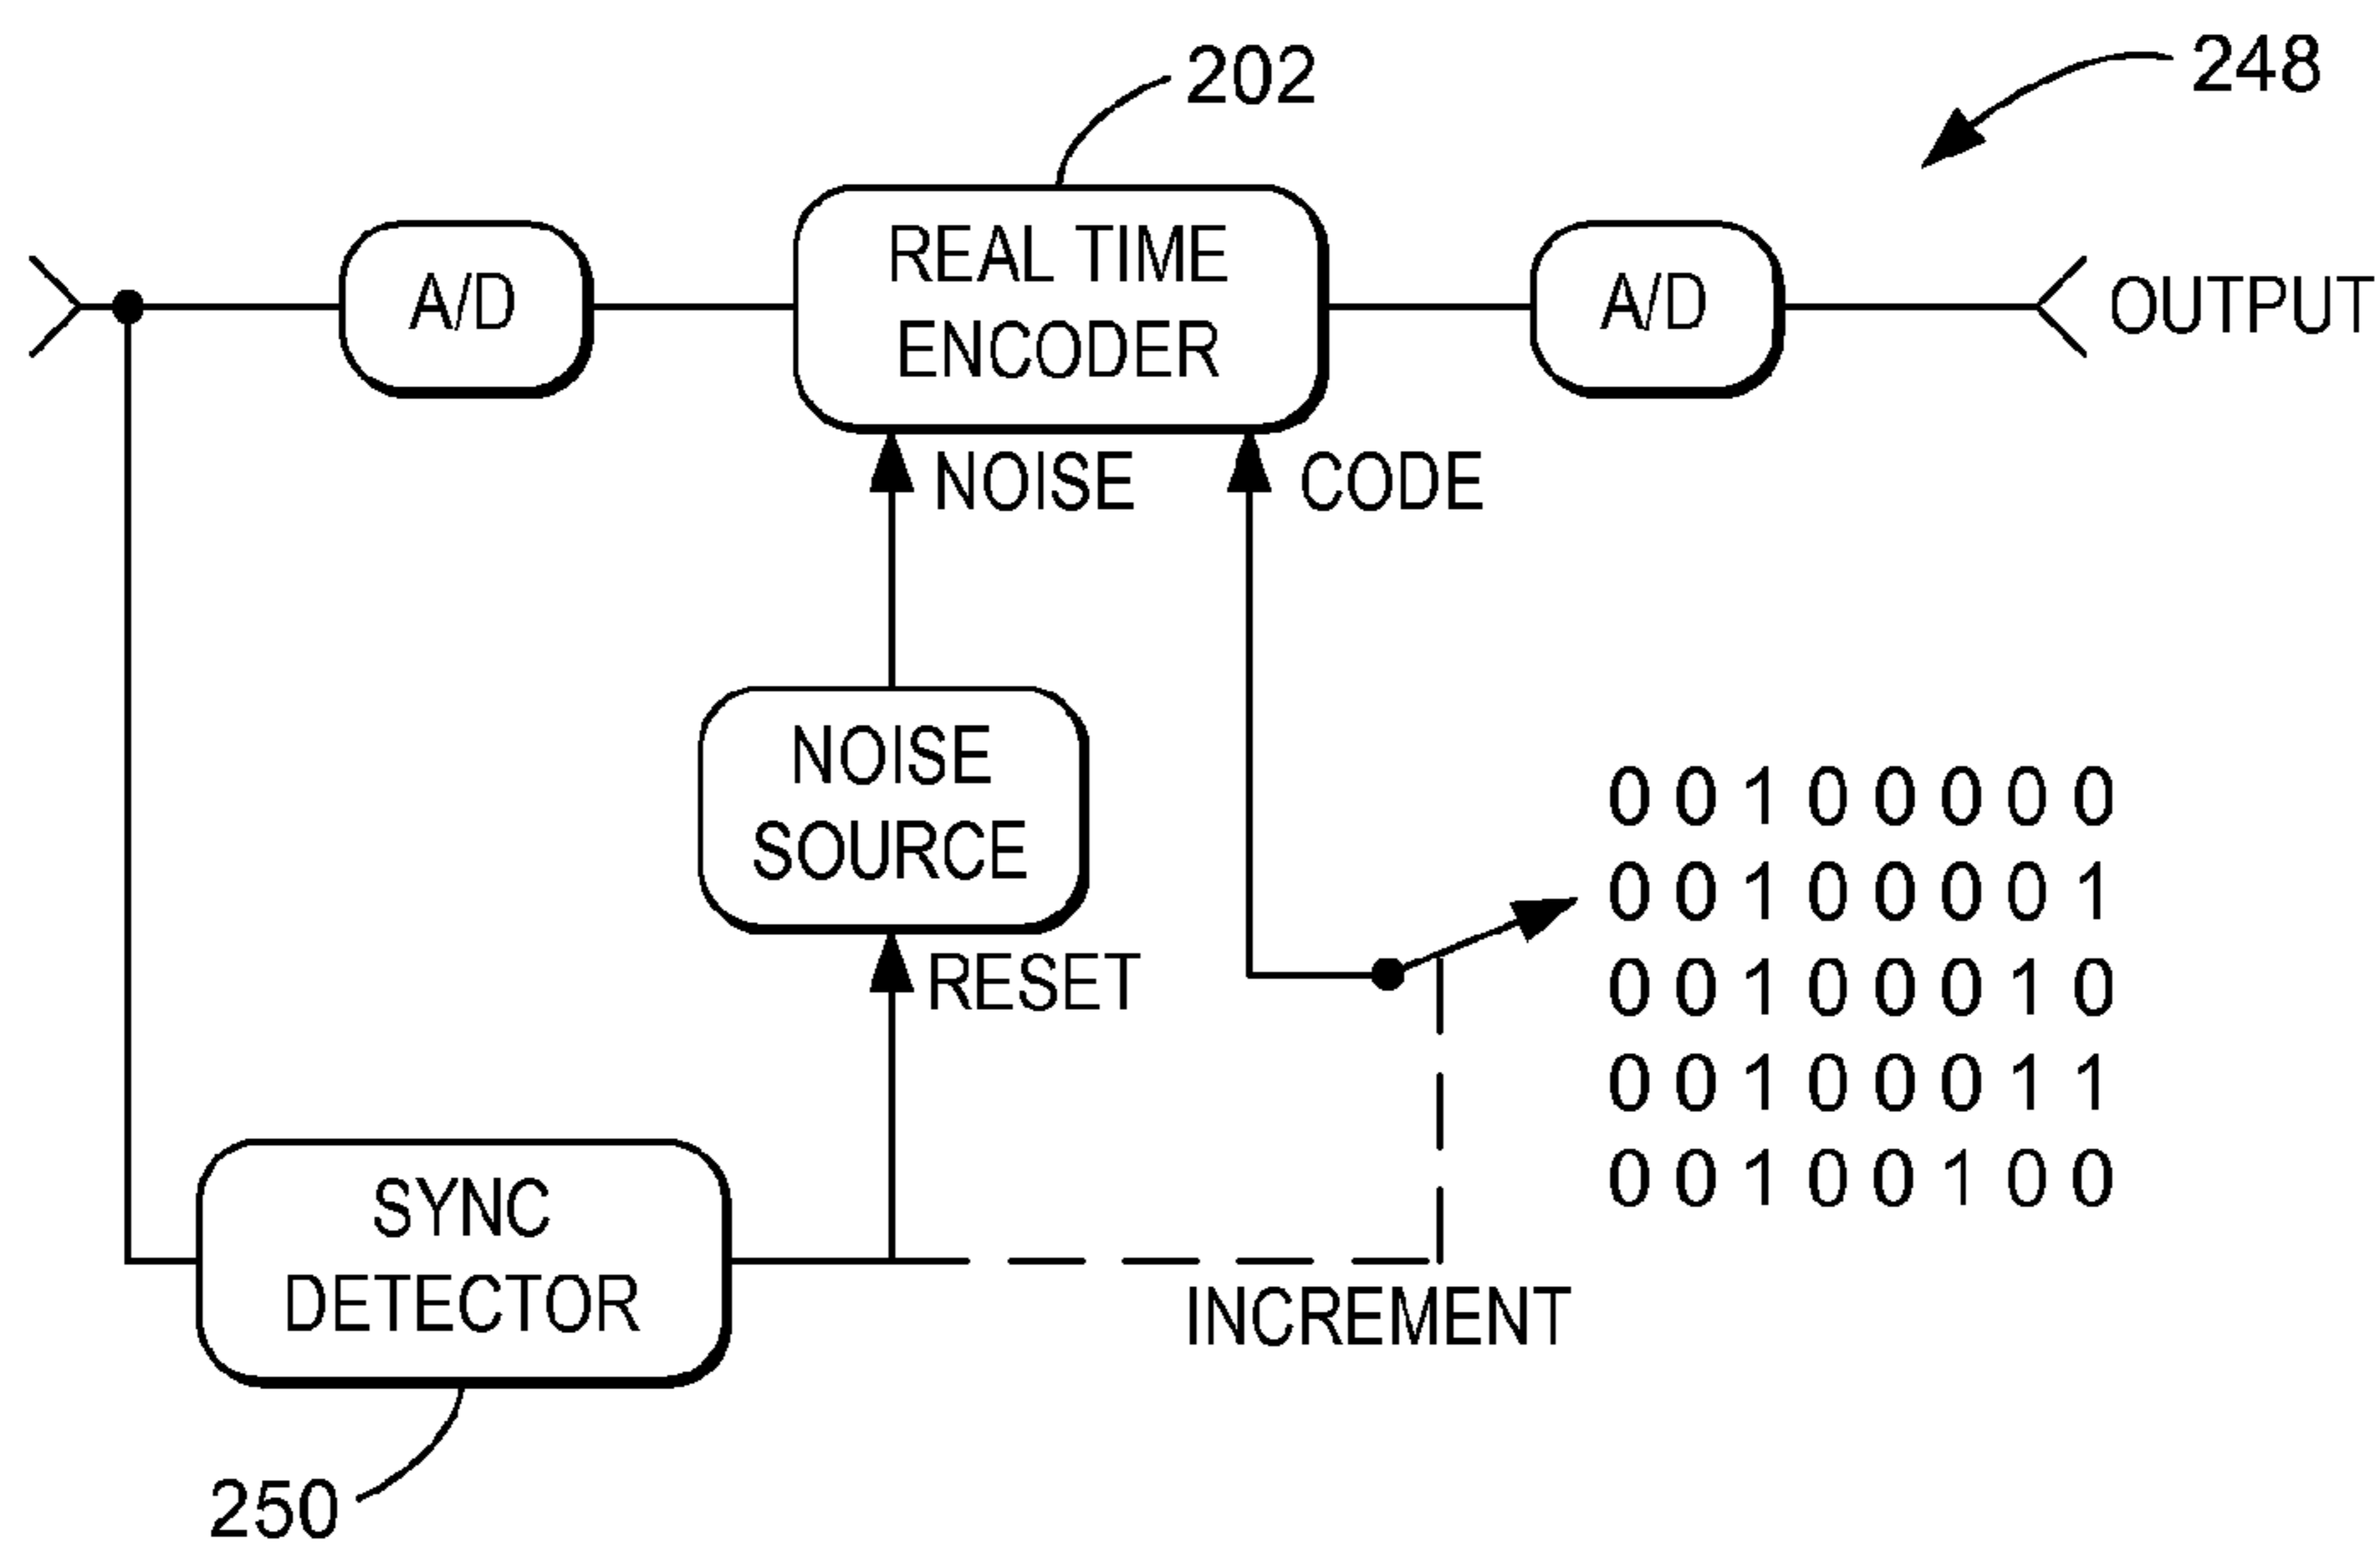 202
248
A/D
REAL TIME
ENCODER
A/D
OUTPUT
NOISE
CODE
NOISE
SOURCE
RESET
0 0 1 0 0 0 0 0
0 0 1 0 0 0 0 1
0 0 1 0 0 0 1 0
0 0 1 0 0 0 1 1
0 0 1 0 0 1 0 0
SYNC
DETECTOR
INCREMENT
250